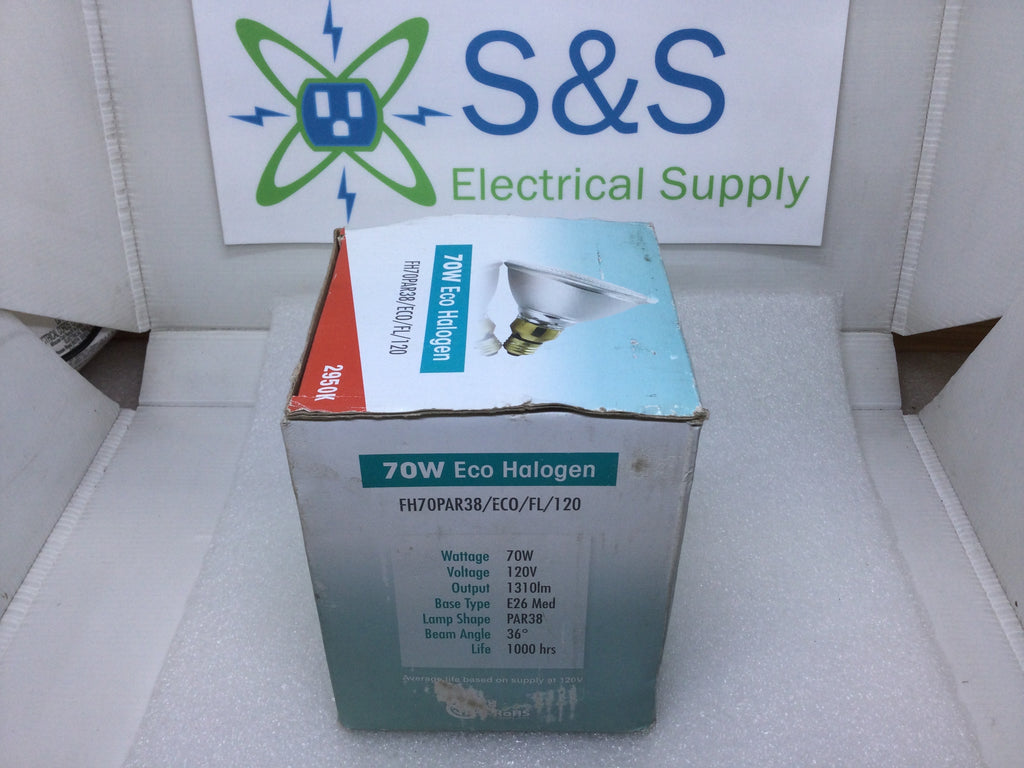 S&S
Electrical Supply
70W Eco Halogen
FH70PAR38/ECO/FL/120
2950K
70W Eco Halogen
FH70PAR38/ECO/FL/120
Wattage 70W
Voltage 120V
Output 1310lm
Base Type E26 Med
Lamp Shape PAR38
Beam Angle 36°
Life 1000 hrs
Average life based on supply at 120V
RoHS